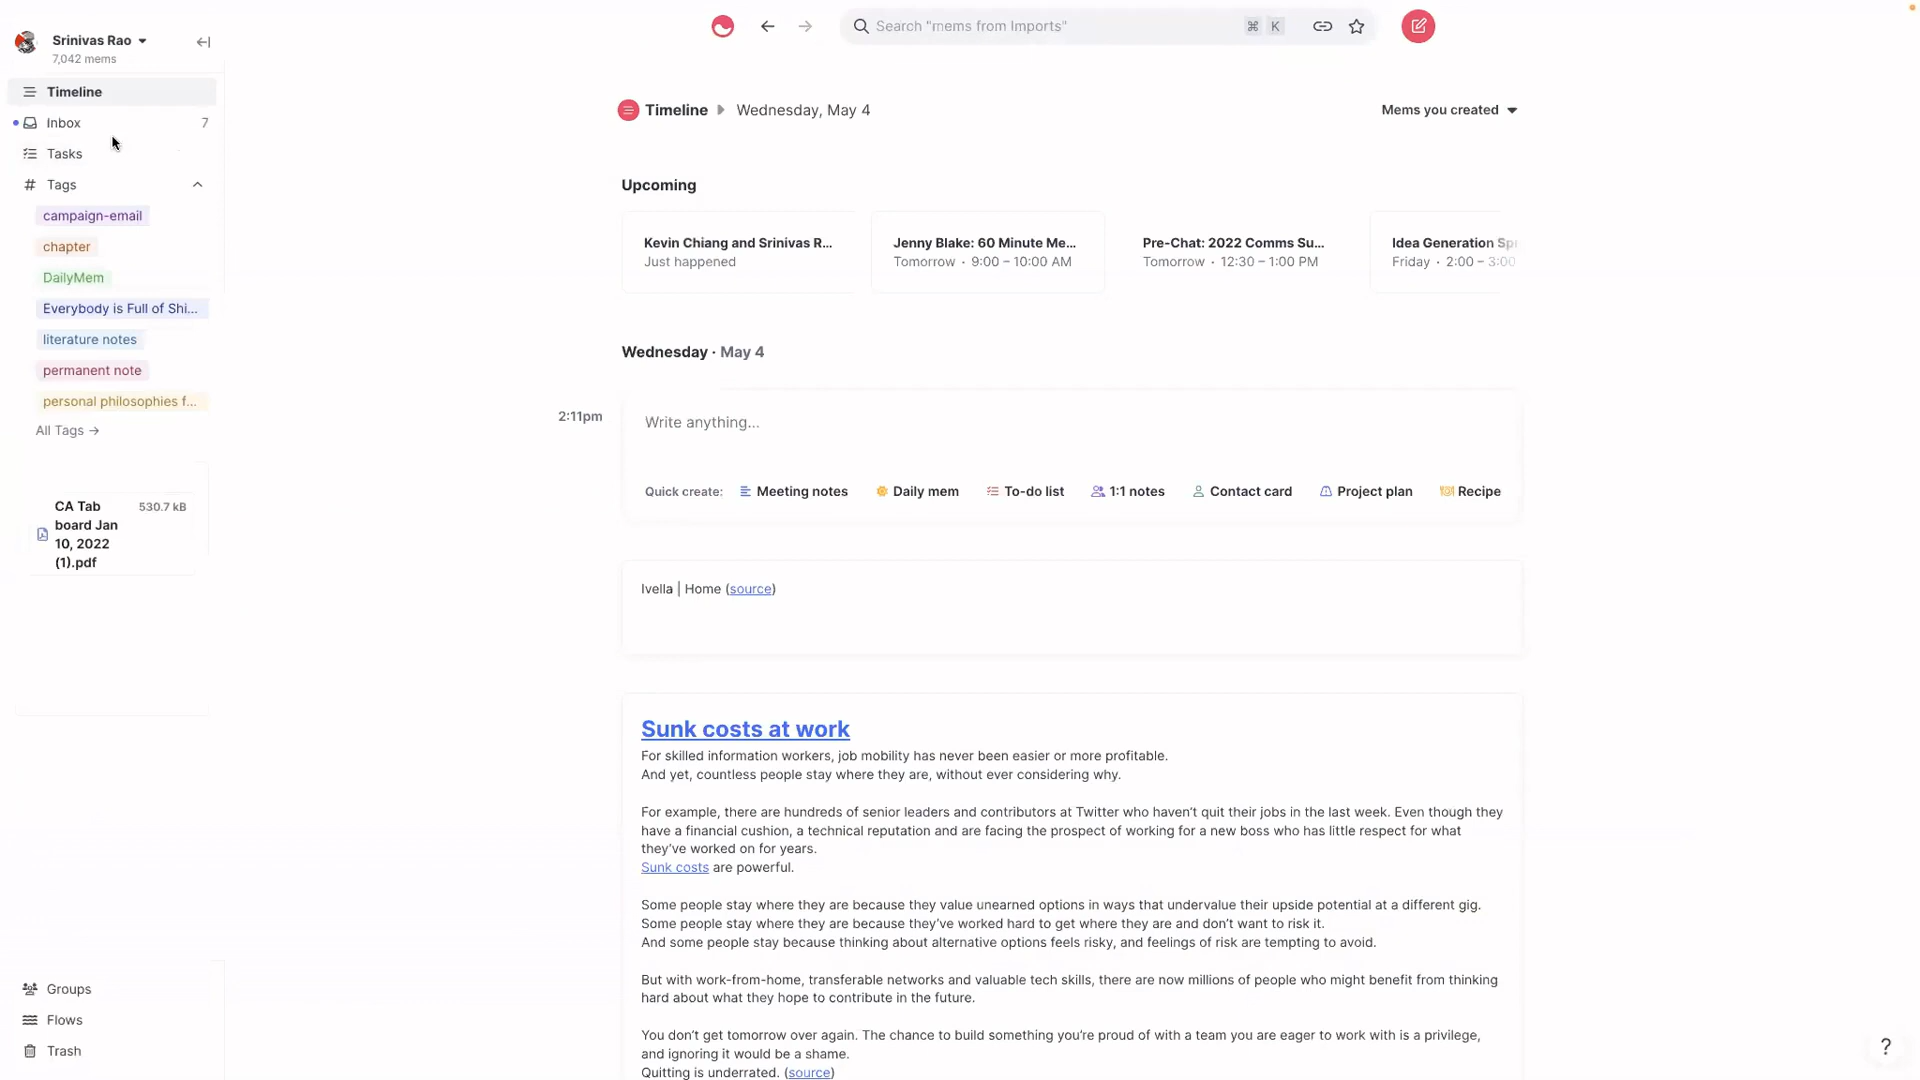 Srinivas Rao
7,042 mems
Timeline
Inbox 7
Tasks
# Tags
campaign-email
chapter
DailyMem
Everybody is Full of Shi...
literature notes
permanent note
personal philosophies f...
All Tags →
CA Tab 530.7 kB
board Jan
10, 2022
(1).pdf
Groups
Flows
Trash
Search "mems from Imports" ⌘ K
Timeline Wednesday, May 4 Mems you created
Upcoming
Kevin Chiang and Srinivas R...
Just happened
Jenny Blake: 60 Minute Me...
Tomorrow · 9:00 – 10:00 AM
Pre-Chat: 2022 Comms Su...
Tomorrow · 12:30 – 1:00 PM
Idea Generation Sp
Friday · 2:00 – 3:00
Wednesday · May 4
2:11pm
Write anything...
Quick create: Meeting notes Daily mem To-do list 1:1 notes Contact card Project plan Recipe
Ivella | Home (source)
Sunk costs at work
For skilled information workers, job mobility has never been easier or more profitable.
And yet, countless people stay where they are, without ever considering why.
For example, there are hundreds of senior leaders and contributors at Twitter who haven't quit their jobs in the last week. Even though they
have a financial cushion, a technical reputation and are facing the prospect of working for a new boss who has little respect for what
they've worked on for years.
Sunk costs are powerful.
Some people stay where they are because they value unearned options in ways that undervalue their upside potential at a different gig.
Some people stay where they are because they've worked hard to get where they are and don't want to risk it.
And some people stay because thinking about alternative options feels risky, and feelings of risk are tempting to avoid.
But with work-from-home, transferable networks and valuable tech skills, there are now millions of people who might benefit from thinking
hard about what they hope to contribute in the future.
You don't get tomorrow over again. The chance to build something you're proud of with a team you are eager to work with is a privilege,
and ignoring it would be a shame.
Quitting is underrated. (source)
?